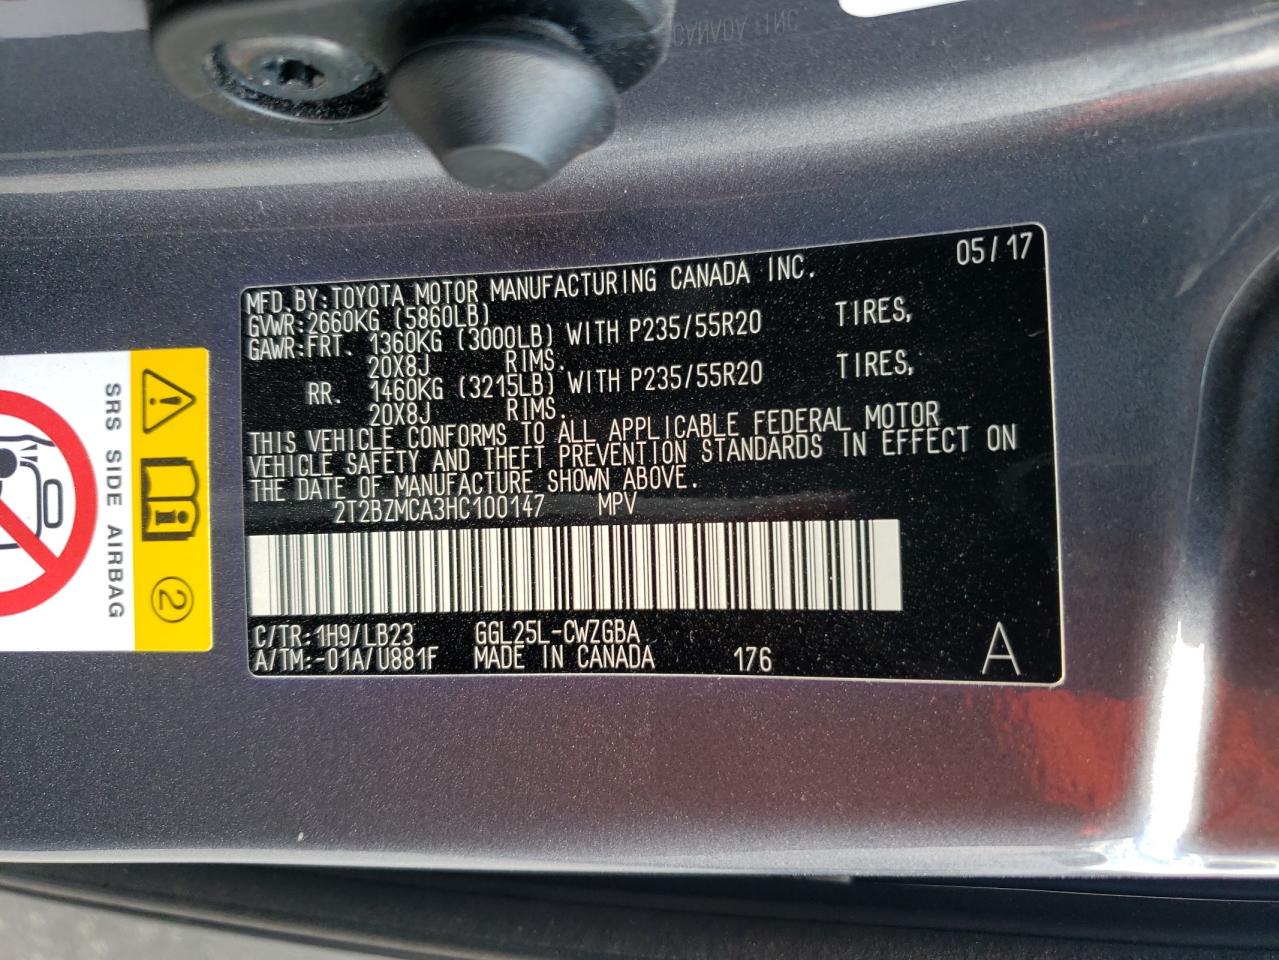 CANADA INC
MFD.BY:TOYOTA MOTOR MANUFACTURING CANADA INC. 05/17
GVWR:2660KG (5860LB)
GAWR:FRT. 1360KG (3000LB) WITH P235/55R20 TIRES,
20X8J RIMS.
RR. 1460KG (3215LB) WITH P235/55R20 TIRES,
20X8J RIMS.
THIS VEHICLE CONFORMS TO ALL APPLICABLE FEDERAL MOTOR
VEHICLE SAFETY AND THEFT PREVENTION STANDARDS IN EFFECT ON
THE DATE OF MANUFACTURE SHOWN ABOVE.
2T2BZMCA3HC100147 MPV
C/TR:1H9/LB23 GGL25L-CWZGBA
A/TM:-01A/U881F MADE IN CANADA 176 A
SRS SIDE AIRBAG
2